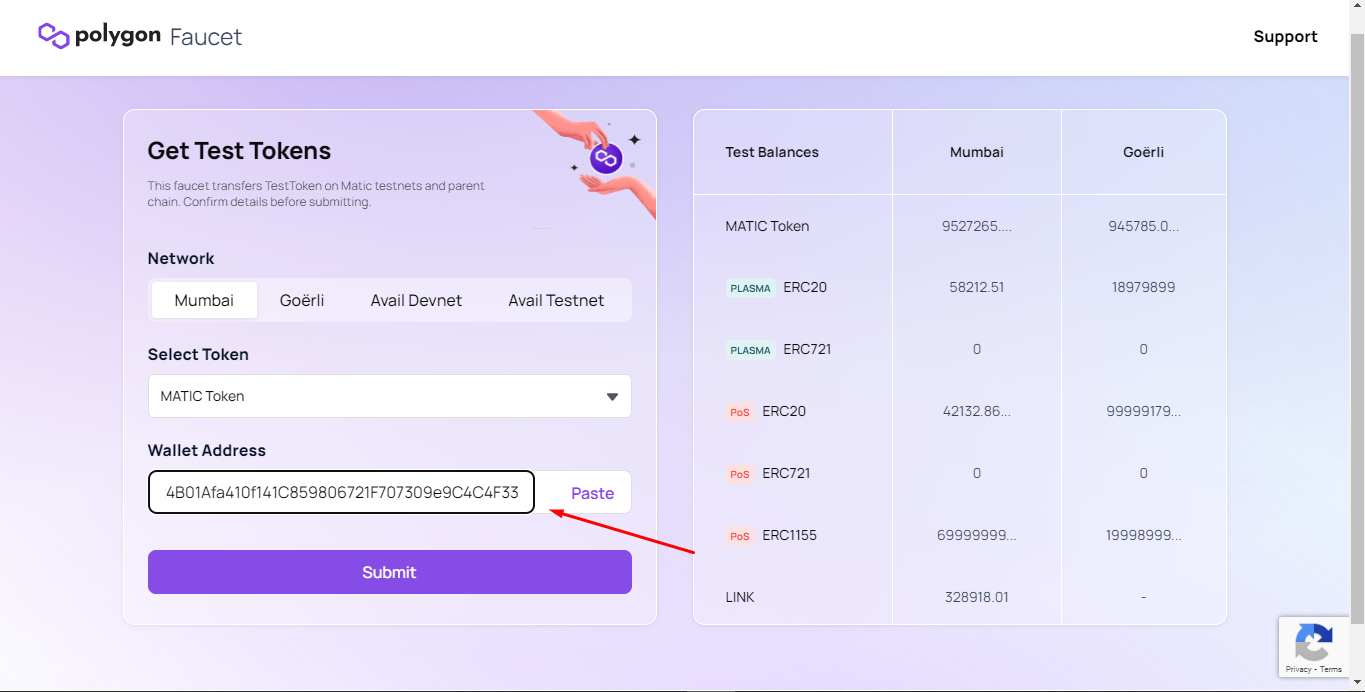 polygon Faucet
Support
Get Test Tokens
This faucet transfers TestToken on Matic testnets and parent
chain. Confirm details before submitting.
Network
Mumbai Goërli Avail Devnet Avail Testnet
Select Token
MATIC Token
Wallet Address
4B01Afa410f141C859806721F707309e9C4C4F33 Paste
Submit
Test Balances Mumbai Goërli
MATIC Token 9527265.... 945785.0...
PLASMA ERC20 58212.51 18979899
PLASMA ERC721 0 0
PoS ERC20 42132.86... 99999179...
PoS ERC721 0 0
PoS ERC1155 69999999... 19998999...
LINK 328918.01 -
Privacy - Terms